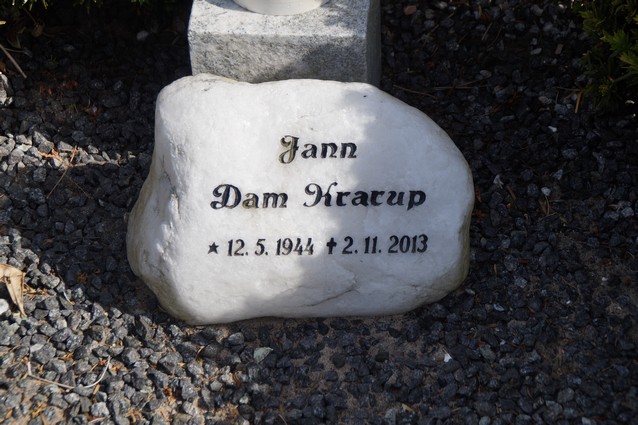 Jann
Dam Krarup
★ 12. 5. 1944 ✝ 2. 11. 2013